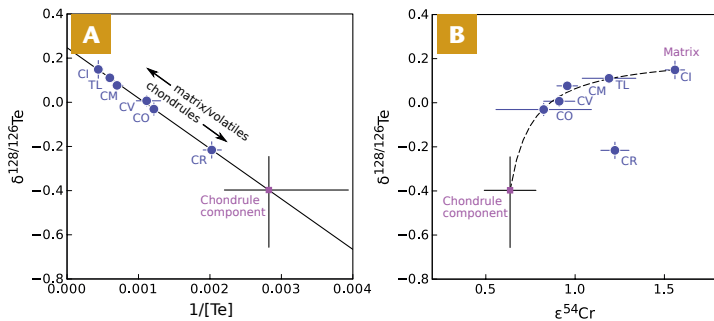 A
0.4
0.2
0.0
−0.2
−0.4
−0.6
−0.8
δ128/126Te
CI
TL
CM
CV
CO
CR
matrix/volatiles
chondrules
Chondrule
component
0.000
0.001
0.002
0.003
0.004
1/[Te]
B
0.4
0.2
0.0
−0.2
−0.4
−0.6
−0.8
δ128/126Te
Matrix
CI
TL
CM
CV
CO
CR
Chondrule
component
0.5
1.0
1.5
ε54Cr